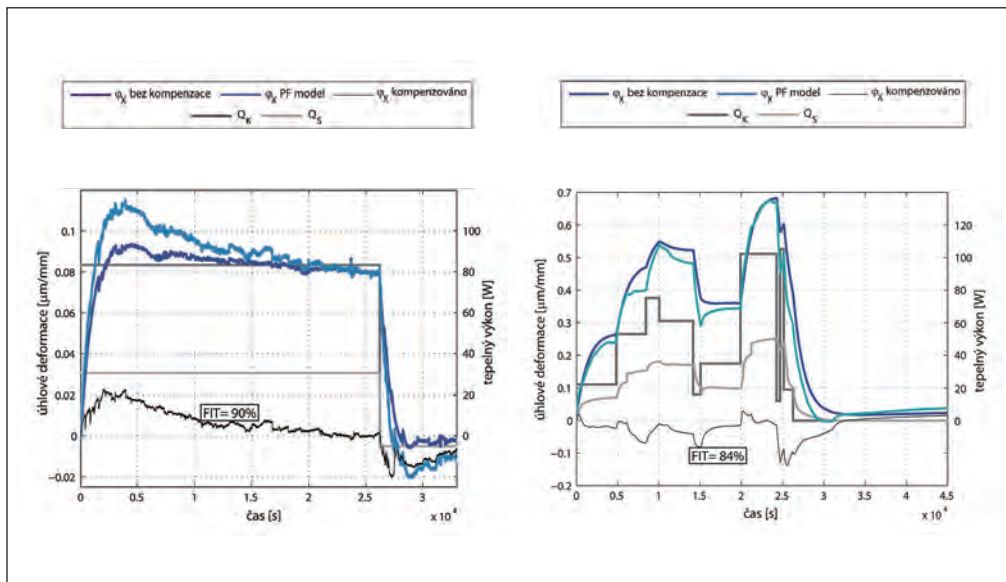 φX bez kompenzace φX PF model φX kompenzováno
QK QS
φX bez kompenzace φX PF model φX kompenzováno
QK QS
úhlové deformace [µm/mm]
0.1
0.08
0.06
0.04
0.02
0
-0.02
FIT= 90%
100
80
60
40
20
0
tepelný výkon [W]
0 0.5 1 1.5 2 2.5 3
čas [s]
x 10⁴
úhlové deformace [µm/mm]
0.7
0.6
0.5
0.4
0.3
0.2
0.1
0
-0.1
-0.2
FIT= 84%
120
100
80
60
40
20
0
tepelný výkon [W]
0 0.5 1.0 1.5 2.0 2.5 3.0 3.5 4.0 4.5
čas [s]
x 10⁴